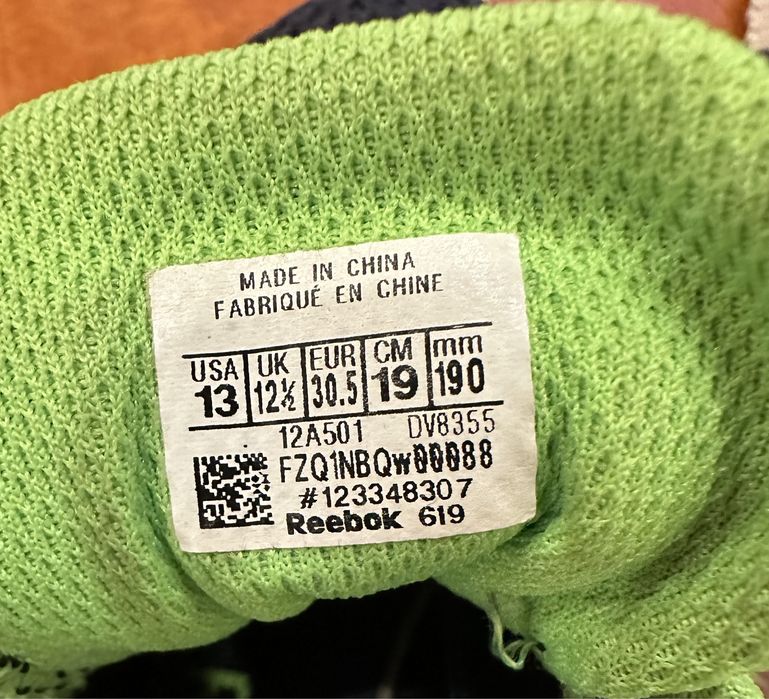 MADE IN CHINA
FABRIQUÉ EN CHINE
USA UK EUR CM mm
13 12½ 30.5 19 190
12A501 DV8355
FZQ1NBQw00088
#123348307
Reebok 619